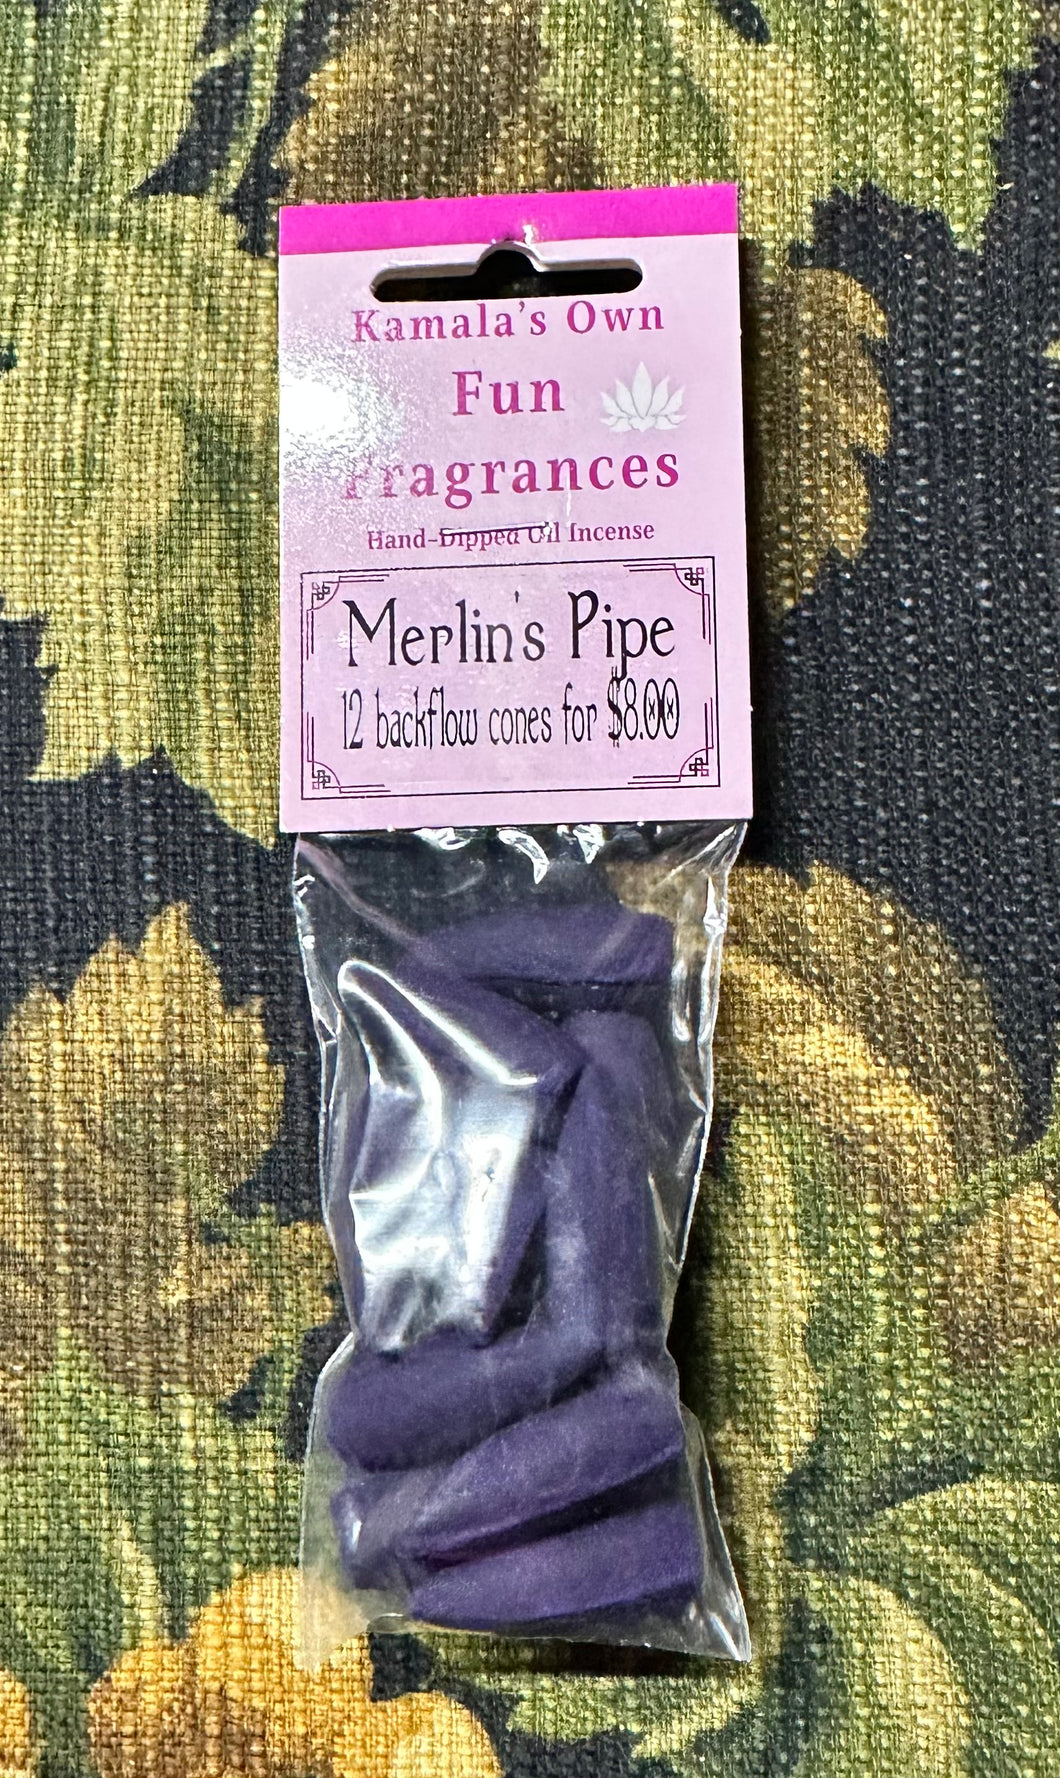 Kamala's Own
Fun
Fragrances
Hand-Dipped Oil Incense
Merlin's Pipe
12 backflow cones for $8.00